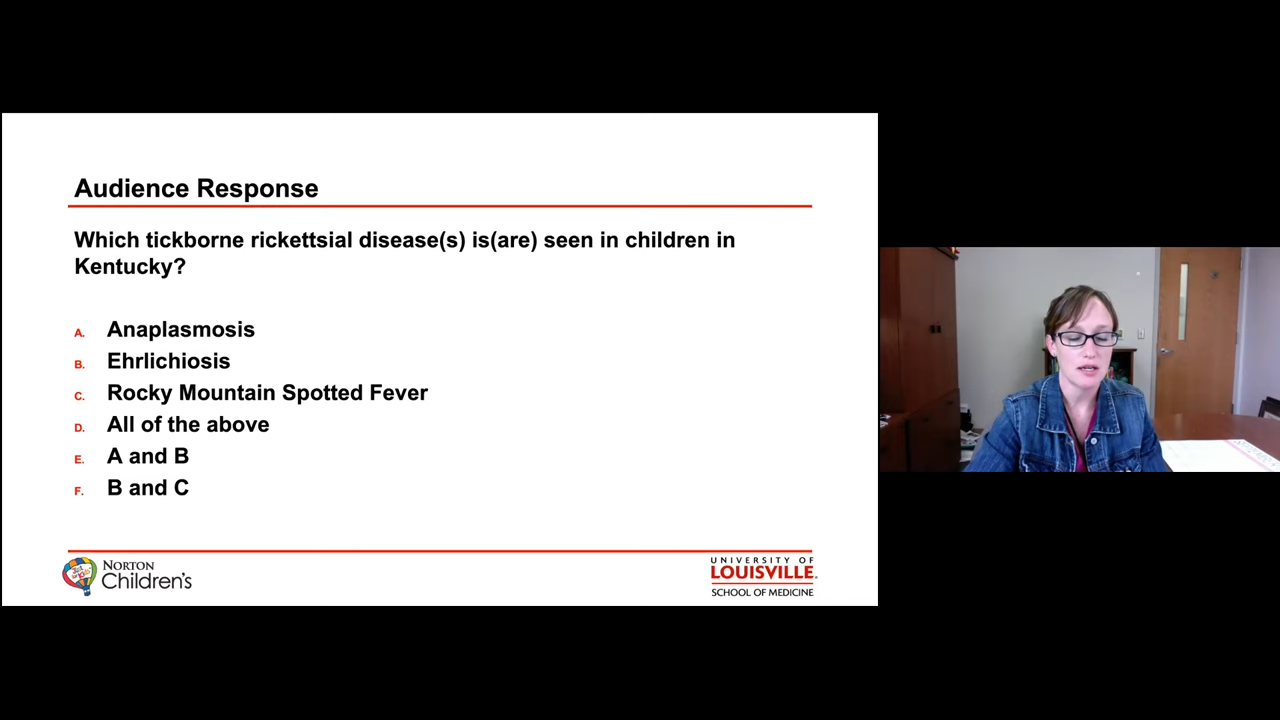 Audience Response
Which tickborne rickettsial disease(s) is(are) seen in children in
Kentucky?
A. Anaplasmosis
B. Ehrlichiosis
C. Rocky Mountain Spotted Fever
D. All of the above
E. A and B
F. B and C
NORTON
Children's
UNIVERSITY OF
LOUISVILLE.
SCHOOL OF MEDICINE